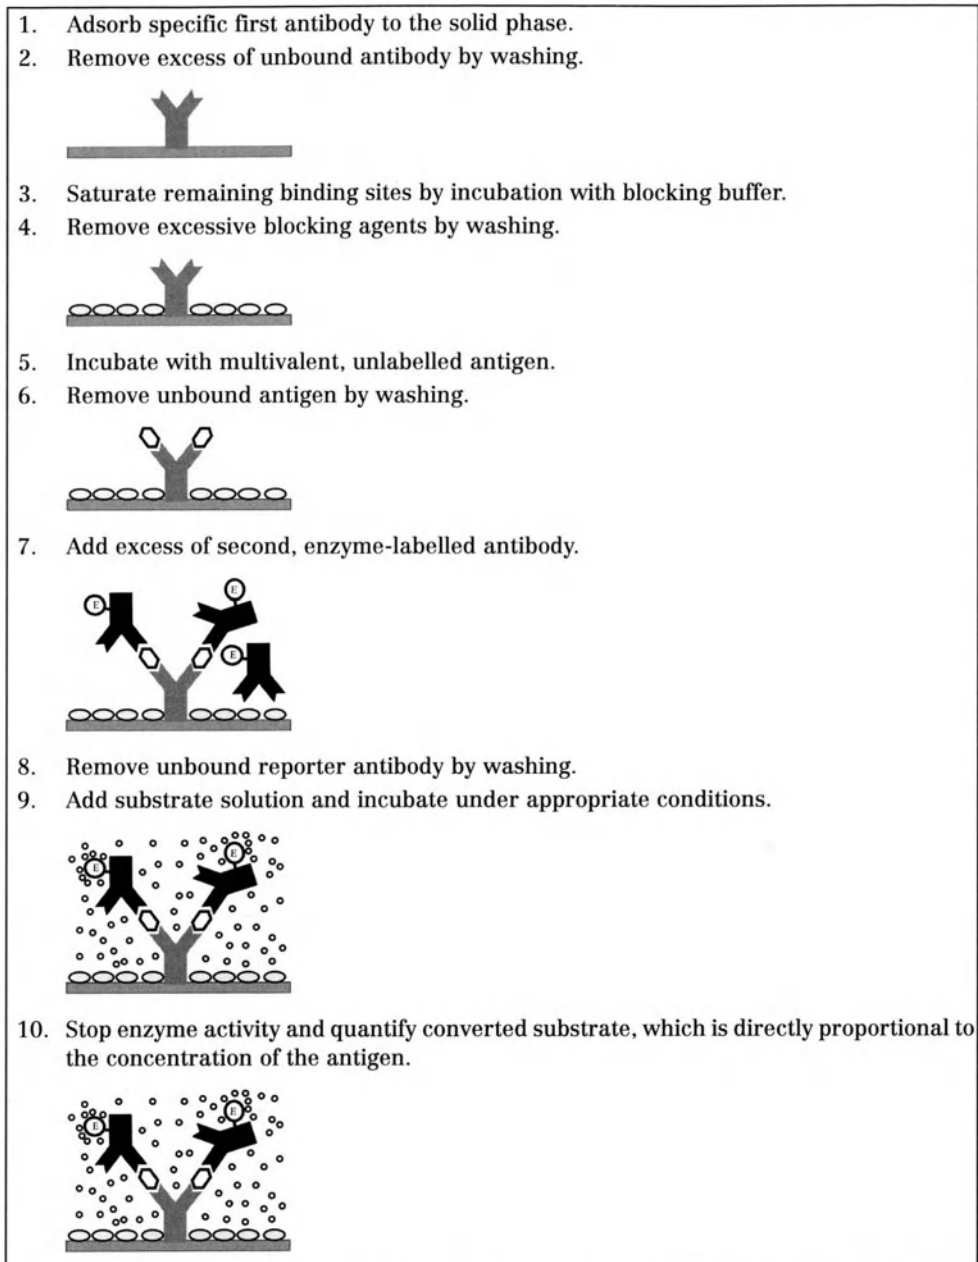 1. Adsorb specific first antibody to the solid phase.
2. Remove excess of unbound antibody by washing.
3. Saturate remaining binding sites by incubation with blocking buffer.
4. Remove excessive blocking agents by washing.
5. Incubate with multivalent, unlabelled antigen.
6. Remove unbound antigen by washing.
7. Add excess of second, enzyme-labelled antibody.
E
E
E
8. Remove unbound reporter antibody by washing.
9. Add substrate solution and incubate under appropriate conditions.
E
E
10. Stop enzyme activity and quantify converted substrate, which is directly proportional to
the concentration of the antigen.
E
E